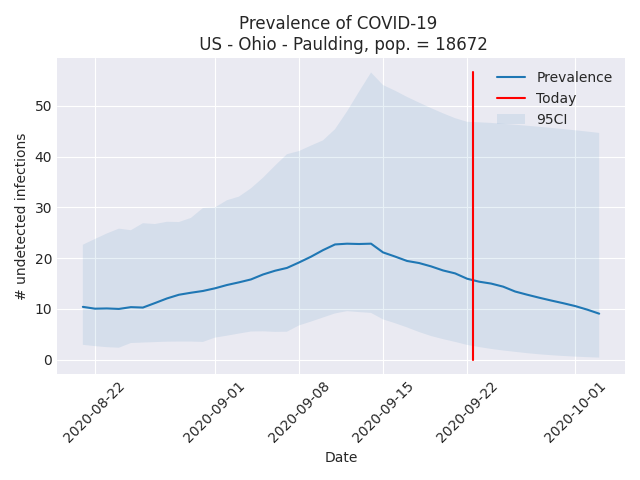 Prevalence of COVID-19
US - Ohio - Paulding, pop. = 18672
Prevalence
Today
95CI
# undetected infections
50
40
30
20
10
0
2020-08-22
2020-09-01
2020-09-08
2020-09-15
2020-09-22
2020-10-01
Date